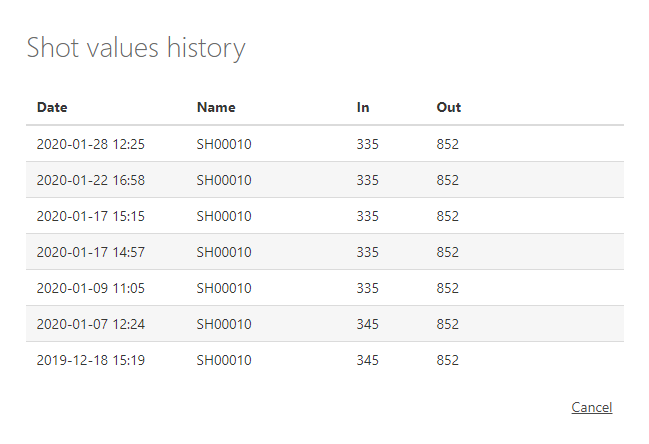 Shot values history
Date Name In Out
2020-01-28 12:25 SH00010 335 852
2020-01-22 16:58 SH00010 335 852
2020-01-17 15:15 SH00010 335 852
2020-01-17 14:57 SH00010 335 852
2020-01-09 11:05 SH00010 335 852
2020-01-07 12:24 SH00010 345 852
2019-12-18 15:19 SH00010 345 852
Cancel